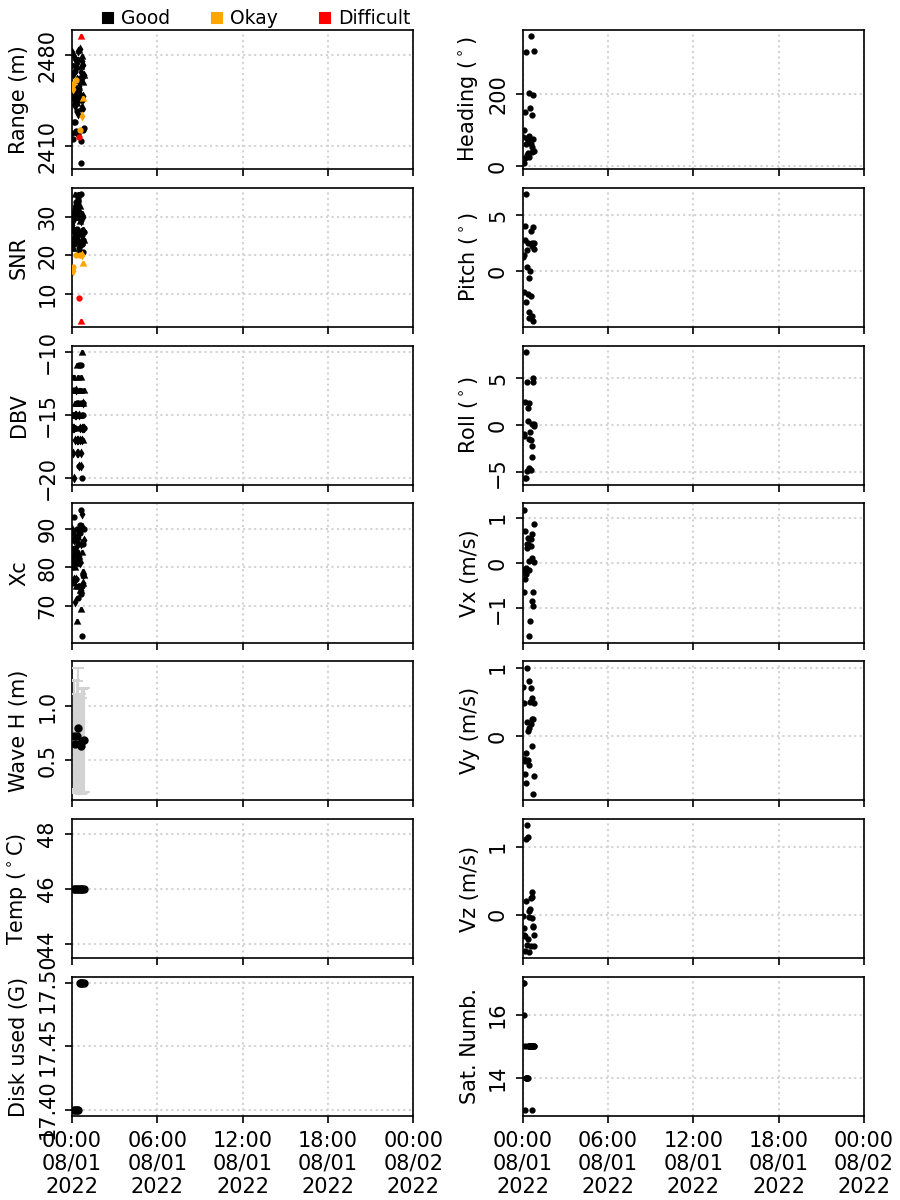 Good Okay Difficult
Range (m) 2480 2410
Heading (°) 200 0
SNR 30 20 10
Pitch (°) 5 0
DBV −10 −15 −20
Roll (°) 5 0 −5
Xc 90 80 70
Vx (m/s) 1 0 −1
Wave H (m) 1.0 0.5
Vy (m/s) 1 0
Temp (°C) 48 46 44
Vz (m/s) 1 0
Disk used (G) 17.50 17.45 17.40
Sat. Numb. 16 14
00:00 06:00 12:00 18:00 00:00 00:00 06:00 12:00 18:00 00:00
08/01 08/01 08/01 08/01 08/02 08/01 08/01 08/01 08/01 08/02
2022 2022 2022 2022 2022 2022 2022 2022 2022 2022